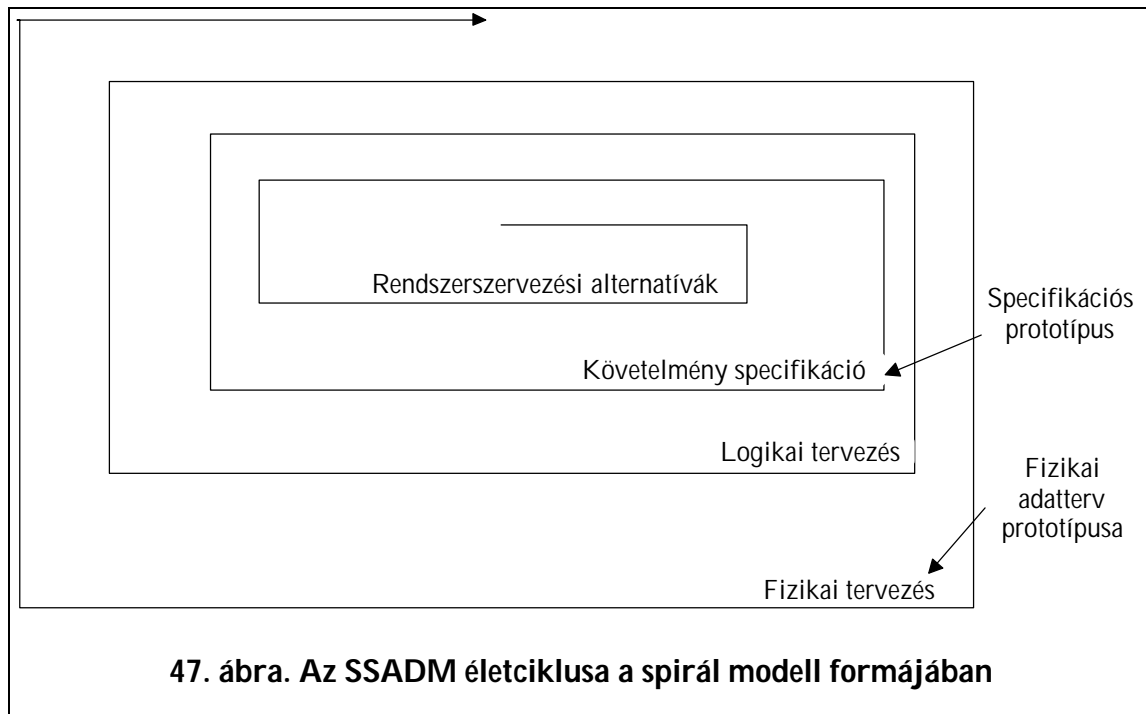 Rendszerszervezési alternatívák
Specifikációs
prototípus
Követelmény specifikáció
Logikai tervezés
Fizikai
adatterv
prototípusa
Fizikai tervezés
47. ábra. Az SSADM életciklusa a spirál modell formájában